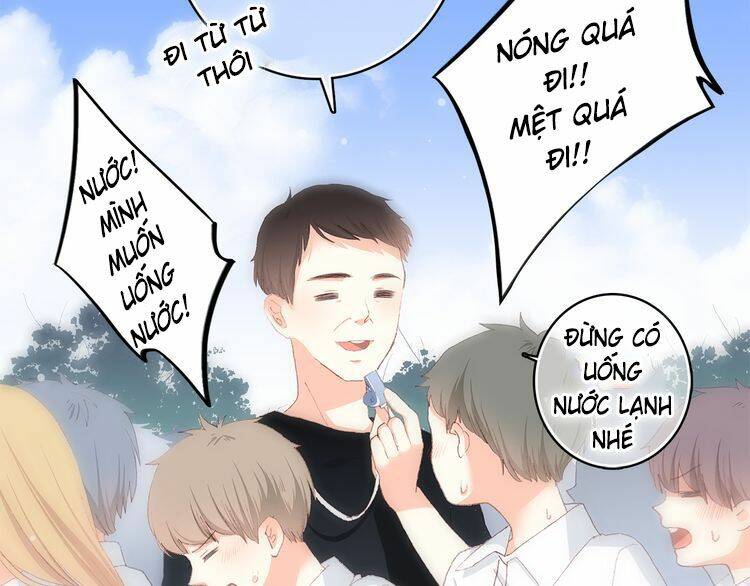 ĐI TỪ TỪ
THÔI
NÓNG QUÁ
ĐI!!
MỆT QUÁ
ĐI!!
NƯỚC!
MÌNH
MUỐN
UỐNG
NƯỚC!
ĐỪNG CÓ
UỐNG
NƯỚC LẠNH
NHÉ